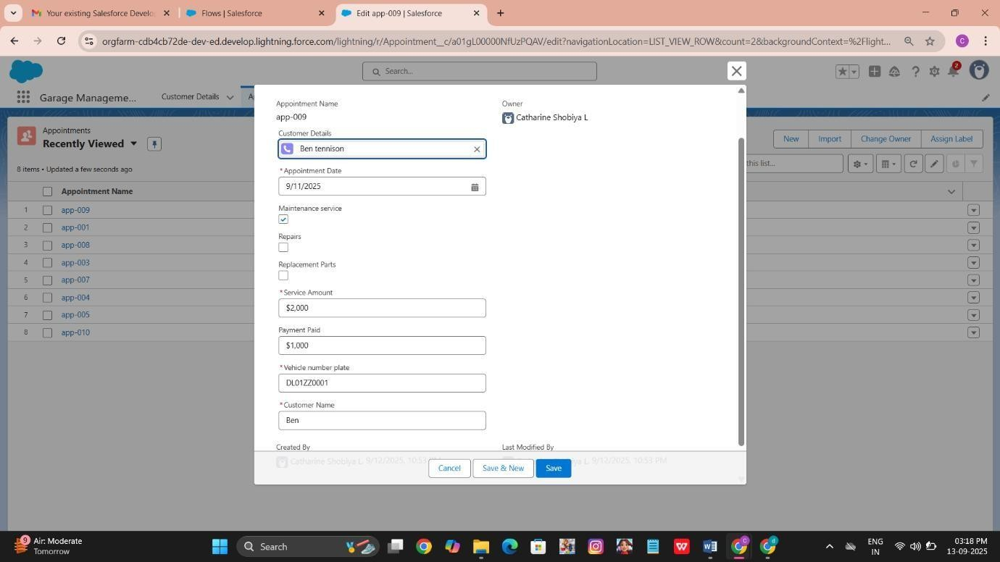 Your existing Salesforce Develo
Flows | Salesforce
Edit app-009 | Salesforce
orgfarm-cdb4cb72de-dev-ed.develop.lightning.force.com/lightning/r/Appointment__c/a01gL00000NfUzPQAV/edit?navigationLocation=LIST_VIEW_ROW&count=2&backgroundContext=%2Flight...
C
Search...
2
Garage Manageme...
Customer Details
A
Appointments
Recently Viewed
8 items • Updated a few seconds ago
New
Import
Change Owner
Assign Label
this list...
Appointment Name
1 app-009
2 app-001
3 app-008
4 app-003
5 app-007
6 app-004
7 app-005
8 app-010
Appointment Name
app-009
Owner
Catharine Shobiya L
Customer Details
Ben tennison
*Appointment Date
9/11/2025
Maintenance service
Repairs
Replacement Parts
*Service Amount
$2,000
Payment Paid
$1,000
*Vehicle number plate
DL01ZZ0001
*Customer Name
Ben
Created By
Last Modified By
Catharine Shobiya L, 9/12/2025, 10:53 PM
ya L, 9/12/2025, 10:53 PM
Cancel
Save & New
Save
9
Air: Moderate
Tomorrow
Search
C
d
ENG
IN
03:18 PM
13-09-2025